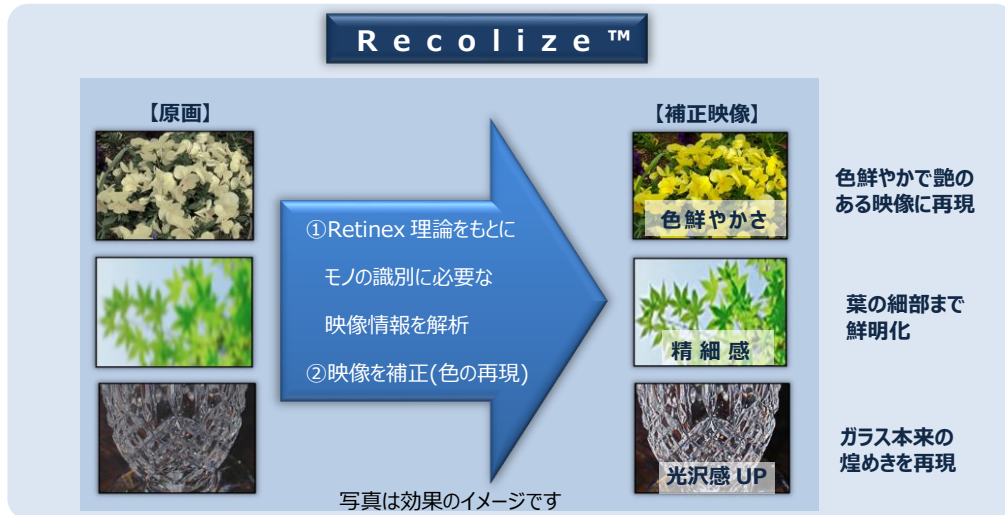 Recolize™
【原画】
【補正映像】
①Retinex 理論をもとに
モノの識別に必要な
映像情報を解析
②映像を補正(色の再現)
色鮮やかさ
色鮮やかで艶の
ある映像に再現
精細感
葉の細部まで
鮮明化
光沢感 UP
ガラス本来の
煌めきを再現
写真は効果のイメージです